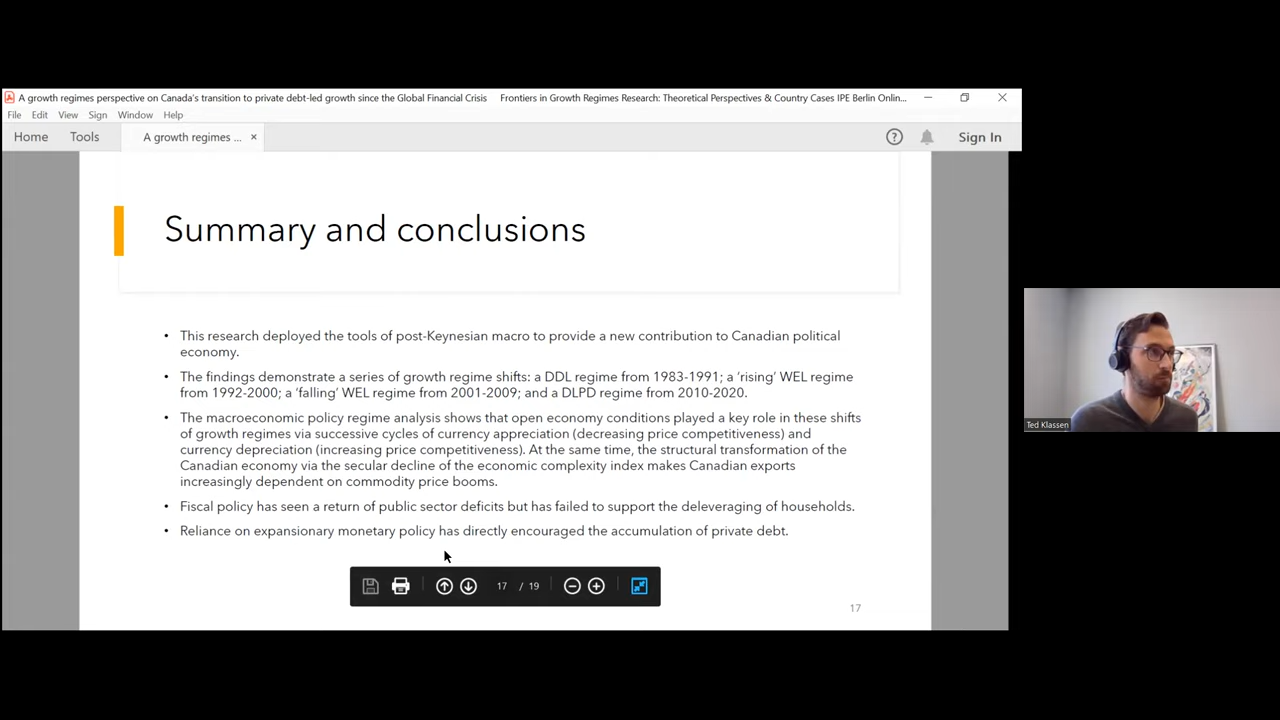 A growth regimes perspective on Canada's transition to private debt-led growth since the Global Financial Crisis Frontiers in Growth Regimes Research: Theoretical Perspectives & Country Cases IPE Berlin Onlin...
File Edit View Sign Window Help
Home Tools A growth regimes ... × ? Sign In
Summary and conclusions
• This research deployed the tools of post-Keynesian macro to provide a new contribution to Canadian political
economy.
• The findings demonstrate a series of growth regime shifts: a DDL regime from 1983-1991; a 'rising' WEL regime
from 1992-2000; a 'falling' WEL regime from 2001-2009; and a DLPD regime from 2010-2020.
• The macroeconomic policy regime analysis shows that open economy conditions played a key role in these shifts
of growth regimes via successive cycles of currency appreciation (decreasing price competitiveness) and
currency depreciation (increasing price competitiveness). At the same time, the structural transformation of the
Canadian economy via the secular decline of the economic complexity index makes Canadian exports
increasingly dependent on commodity price booms.
• Fiscal policy has seen a return of public sector deficits but has failed to support the deleveraging of households.
• Reliance on expansionary monetary policy has directly encouraged the accumulation of private debt.
17 / 19
17
Ted Klassen